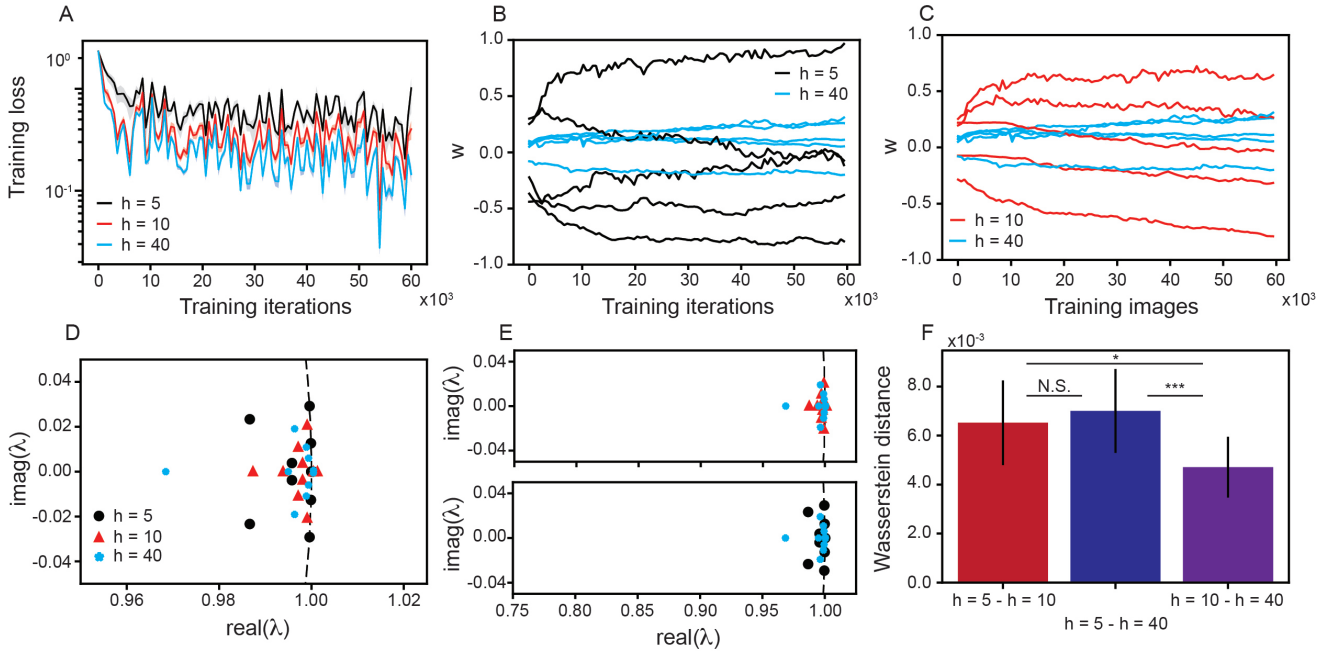 A
Training loss
10⁰
10⁻¹
h = 5
h = 10
h = 40
0 10 20 30 40 50 60
Training iterations x10³
B
w
1.0
0.5
0.0
-0.5
-1.0
h = 5
h = 40
0 10 20 30 40 50 60
Training iterations x10³
C
w
1.0
0.5
0.0
-0.5
-1.0
h = 10
h = 40
0 10 20 30 40 50 60
Training images x10³
D
imag(λ)
0.04
0.02
0.00
-0.02
-0.04
h = 5
h = 10
h = 40
0.96 0.98 1.00 1.02
real(λ)
E
imag(λ)
0.04
0.00
-0.04
imag(λ)
0.04
0.00
-0.04
0.75 0.80 0.85 0.90 0.95 1.00
real(λ)
F
x10⁻³
Wasserstein distance
8.0
6.0
4.0
2.0
0.0
*
N.S.
***
h = 5 - h = 10
h = 5 - h = 40
h = 10 - h = 40